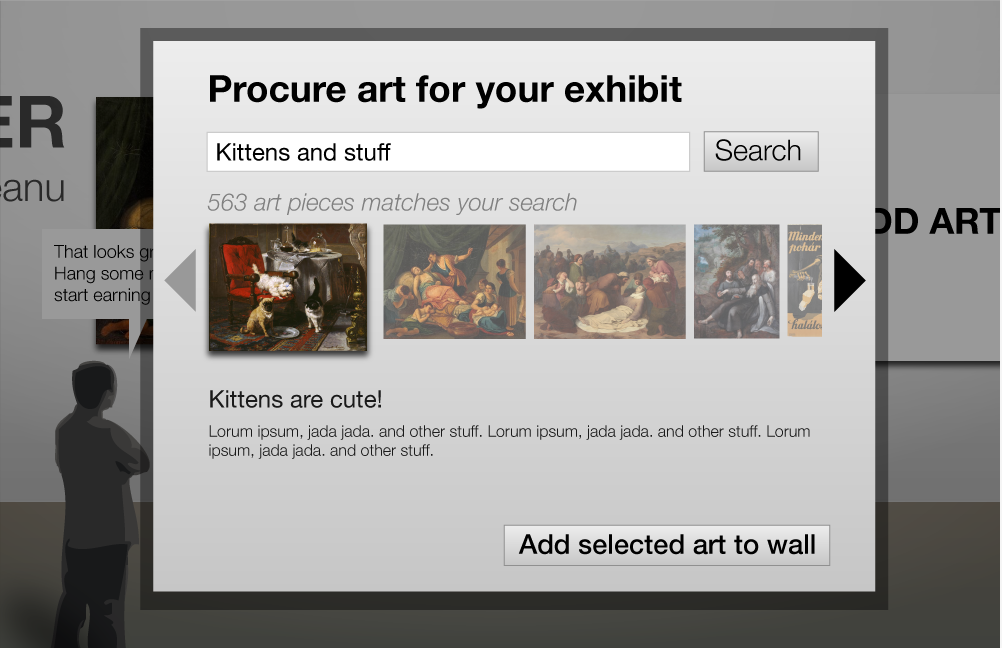 Procure art for your exhibit
Kittens and stuff
Search
563 art pieces matches your search
Kittens are cute!
Lorum ipsum, jada jada. and other stuff. Lorum ipsum, jada jada. and other stuff. Lorum
ipsum, jada jada. and other stuff.
Add selected art to wall
ER
eanu
That looks gr
Hang some
start earning
DD ART
Minden
pohár
halálo